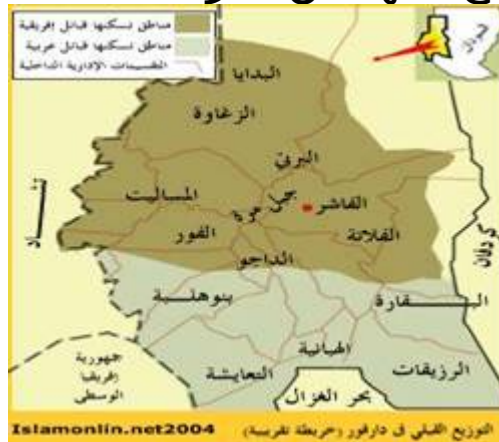 مناطق تسكنها قبائل إفريقية
مناطق تسكنها قبائل عربية
التقسيمات الإدارية الداخلية
السودان
البدايا
الزغاوة
البرتي
المساليت
جبل مرة
الفاشر
تشاد
الفور
الفلاتة
كردفان
الداجو
بنوهلبة
البقارة
الهبانية
جمهورية
إفريقيا
الوسطى
التعايشة
الرزيقات
بحر الغزال
Islamonlin.net2004
التوزيع القبلي في دارفور (خريطة تقريبية)